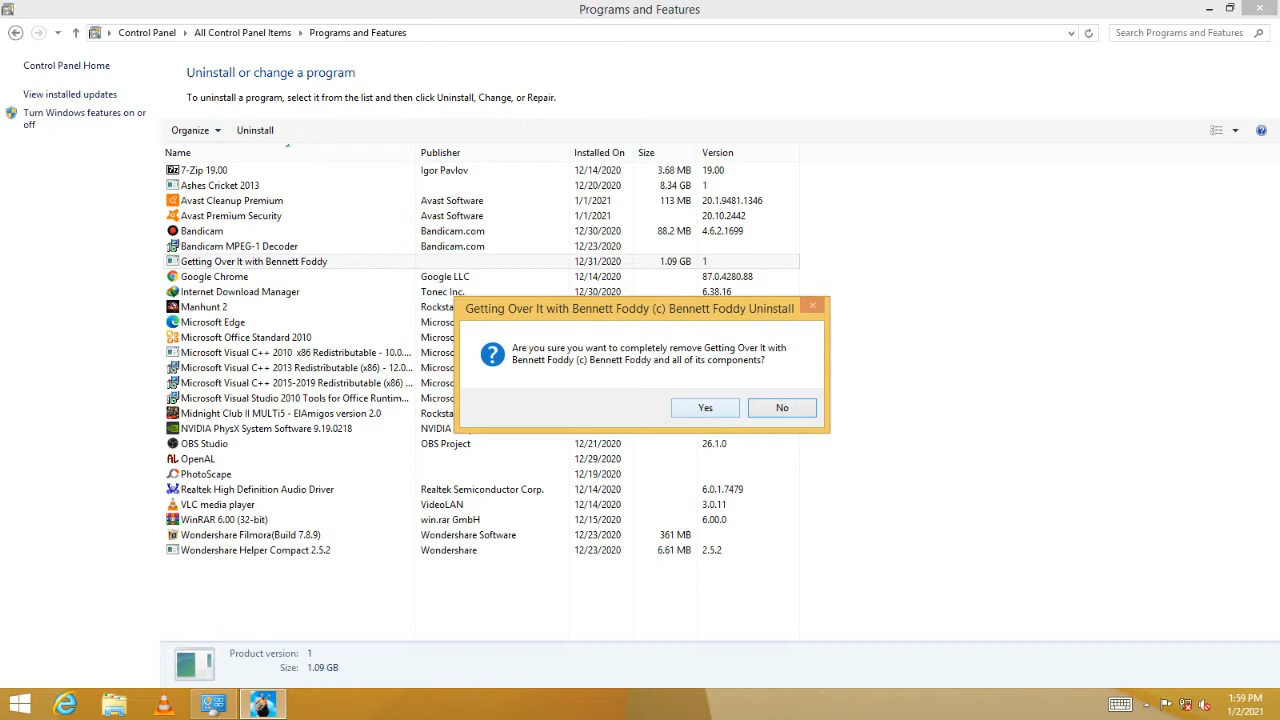 Programs and Features
Control Panel All Control Panel Items Programs and Features Search Programs and Features
Control Panel Home
View installed updates
Turn Windows features on or
off
Uninstall or change a program
To uninstall a program, select it from the list and then click Uninstall, Change, or Repair.
Organize Uninstall
Name Publisher Installed On Size Version
7-Zip 19.00 Igor Pavlov 12/14/2020 3.68 MB 19.00
Ashes Cricket 2013 12/20/2020 8.34 GB 1
Avast Cleanup Premium Avast Software 1/1/2021 113 MB 20.1.9481.1346
Avast Premium Security Avast Software 1/1/2021 20.10.2442
Bandicam Bandicam.com 12/30/2020 88.2 MB 4.6.2.1699
Bandicam MPEG-1 Decoder Bandicam.com 12/23/2020
Getting Over It with Bennett Foddy 12/31/2020 1.09 GB 1
Google Chrome Google LLC 12/14/2020 87.0.4280.88
Internet Download Manager Tonec Inc. 12/30/2020 6.38.16
Manhunt 2 Rocksta
Microsoft Edge Microso
Microsoft Office Standard 2010 Microso
Microsoft Visual C++ 2010 x86 Redistributable - 10.0.... Microso
Microsoft Visual C++ 2013 Redistributable (x86) - 12.0... Microso
Microsoft Visual C++ 2015-2019 Redistributable (x86) ... Microso
Microsoft Visual Studio 2010 Tools for Office Runtim... Microso
Midnight Club II MULTi5 - ElAmigos version 2.0 Rocksta
NVIDIA PhysX System Software 9.19.0218 NVIDIA
OBS Studio OBS Project 12/21/2020 26.1.0
OpenAL 12/29/2020
PhotoScape 12/19/2020
Realtek High Definition Audio Driver Realtek Semiconductor Corp. 12/14/2020 6.0.1.7479
VLC media player VideoLAN 12/14/2020 3.0.11
WinRAR 6.00 (32-bit) win.rar GmbH 12/15/2020 6.00.0
Wondershare Filmora(Build 7.8.9) Wondershare Software 12/23/2020 361 MB
Wondershare Helper Compact 2.5.2 Wondershare 12/23/2020 6.61 MB 2.5.2
Getting Over It with Bennett Foddy (c) Bennett Foddy Uninstall
Are you sure you want to completely remove Getting Over It with
Bennett Foddy (c) Bennett Foddy and all of its components?
Yes No
Product version: 1
Size: 1.09 GB
1:59 PM
1/2/2021